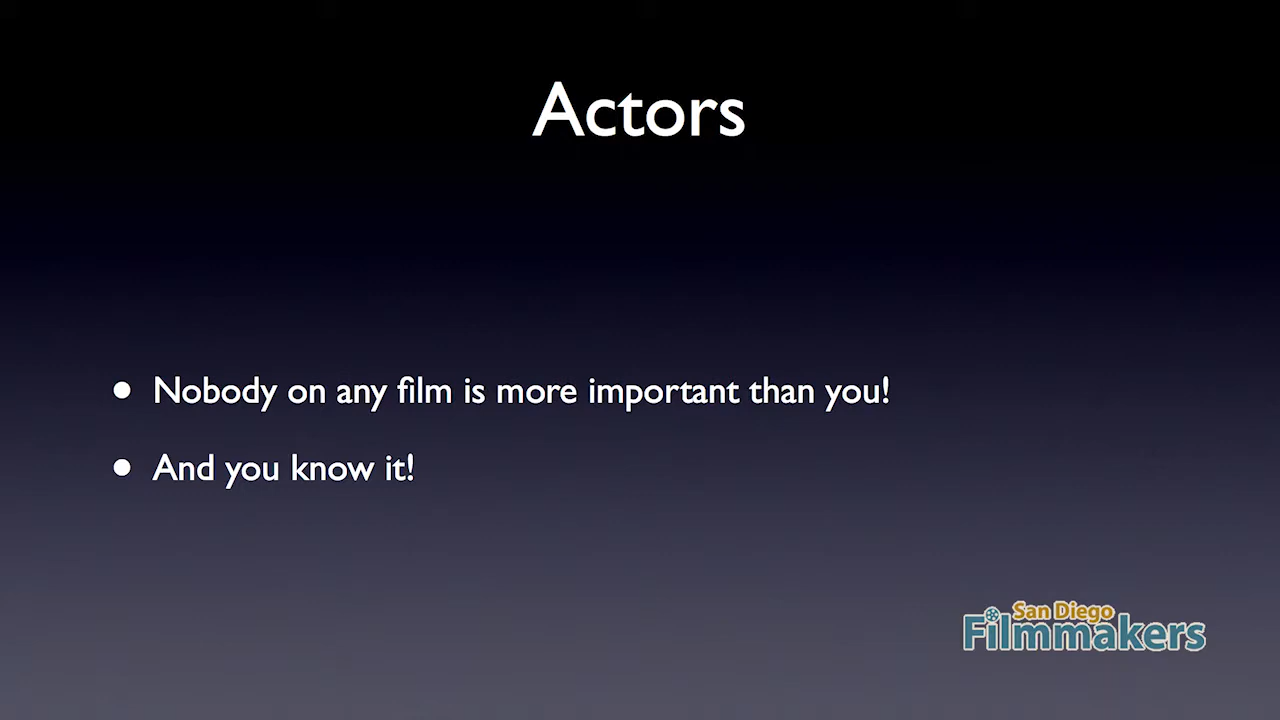 Actors
• Nobody on any film is more important than you!
• And you know it!
San Diego
Filmmakers